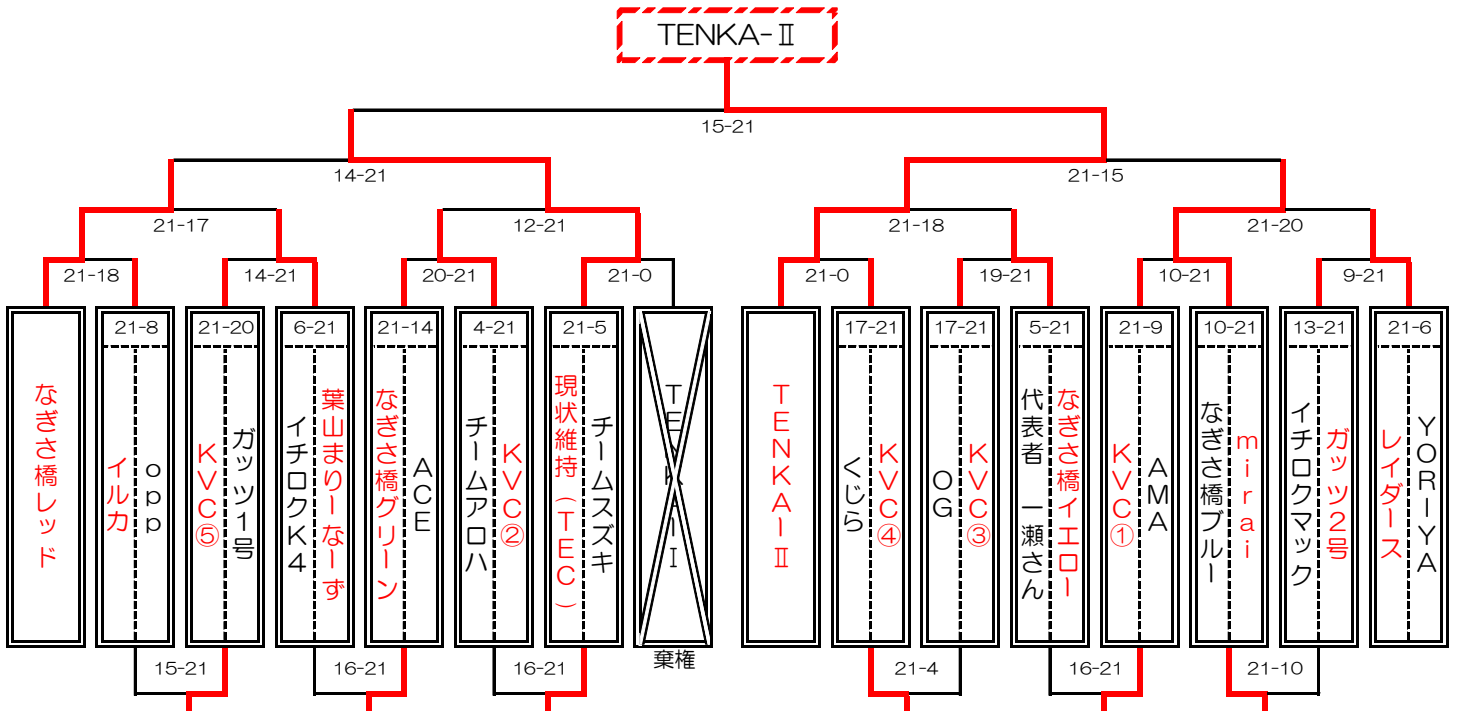 TENKA-Ⅱ
15-21
14-21
21-15
21-17
12-21
21-18
21-20
21-18
14-21
20-21
21-0
21-0
19-21
10-21
9-21
21-8
21-20
6-21
21-14
4-21
21-5
17-21
17-21
5-21
21-9
10-21
13-21
21-6
なぎさ橋レッド
イルカ
opp
KVC⑤
ガッツ1号
イチロクK4
葉山まりーなーず
なぎさ橋グリーン
ACE
チームアロハ
KVC②
現状維持(TEC)
チームスズキ
TENKAⅡ
くじら
KVC④
OG
KVC③
代表者 一瀬さん
なぎさ橋イエロー
KVC①
AMA
なぎさ橋ブルー
mirai
イチロクマック
ガッツ2号
レイダース
YORIYA
棄権
15-21
16-21
16-21
21-4
16-21
21-10